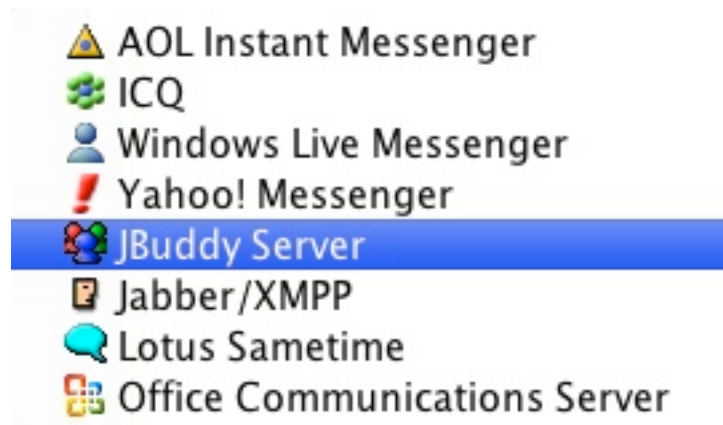 AOL Instant Messenger
ICQ
Windows Live Messenger
Yahoo! Messenger
JBuddy Server
Jabber/XMPP
Lotus Sametime
Office Communications Server